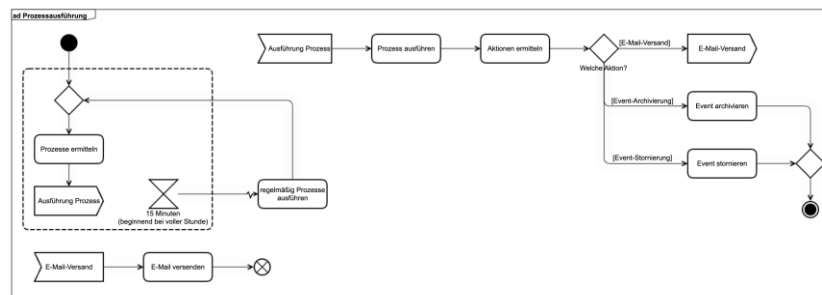 ad Prozessausführung
Ausführung Prozess
Prozess ausführen
Aktionen ermitteln
[E-Mail-Versand]
E-Mail-Versand
Welche Aktion?
[Event-Archivierung]
Event archivieren
[Event-Stornierung]
Event stornieren
Prozesse ermitteln
Ausführung Prozess
15 Minuten
(beginnend bei voller Stunde)
regelmäßig Prozesse
ausführen
E-Mail-Versand
E-Mail versenden